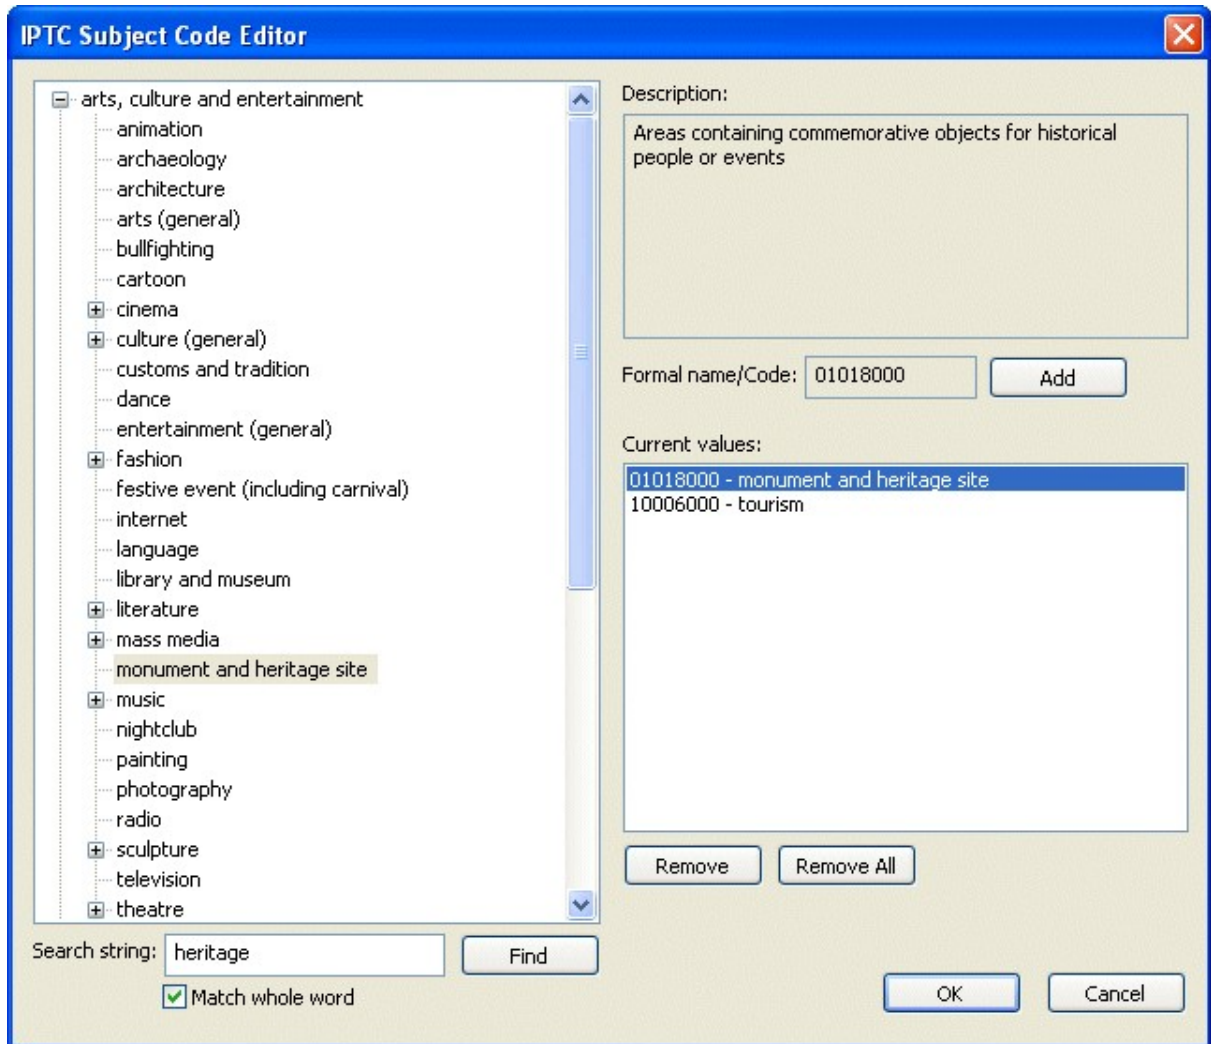 IPTC Subject Code Editor
arts, culture and entertainment
animation
archaeology
architecture
arts (general)
bullfighting
cartoon
cinema
culture (general)
customs and tradition
dance
entertainment (general)
fashion
festive event (including carnival)
internet
language
library and museum
literature
mass media
monument and heritage site
music
nightclub
painting
photography
radio
sculpture
television
theatre
Search string: heritage Find
Match whole word
Description:
Areas containing commemorative objects for historical
people or events
Formal name/Code: 01018000 Add
Current values:
01018000 - monument and heritage site
10006000 - tourism
Remove Remove All
OK Cancel